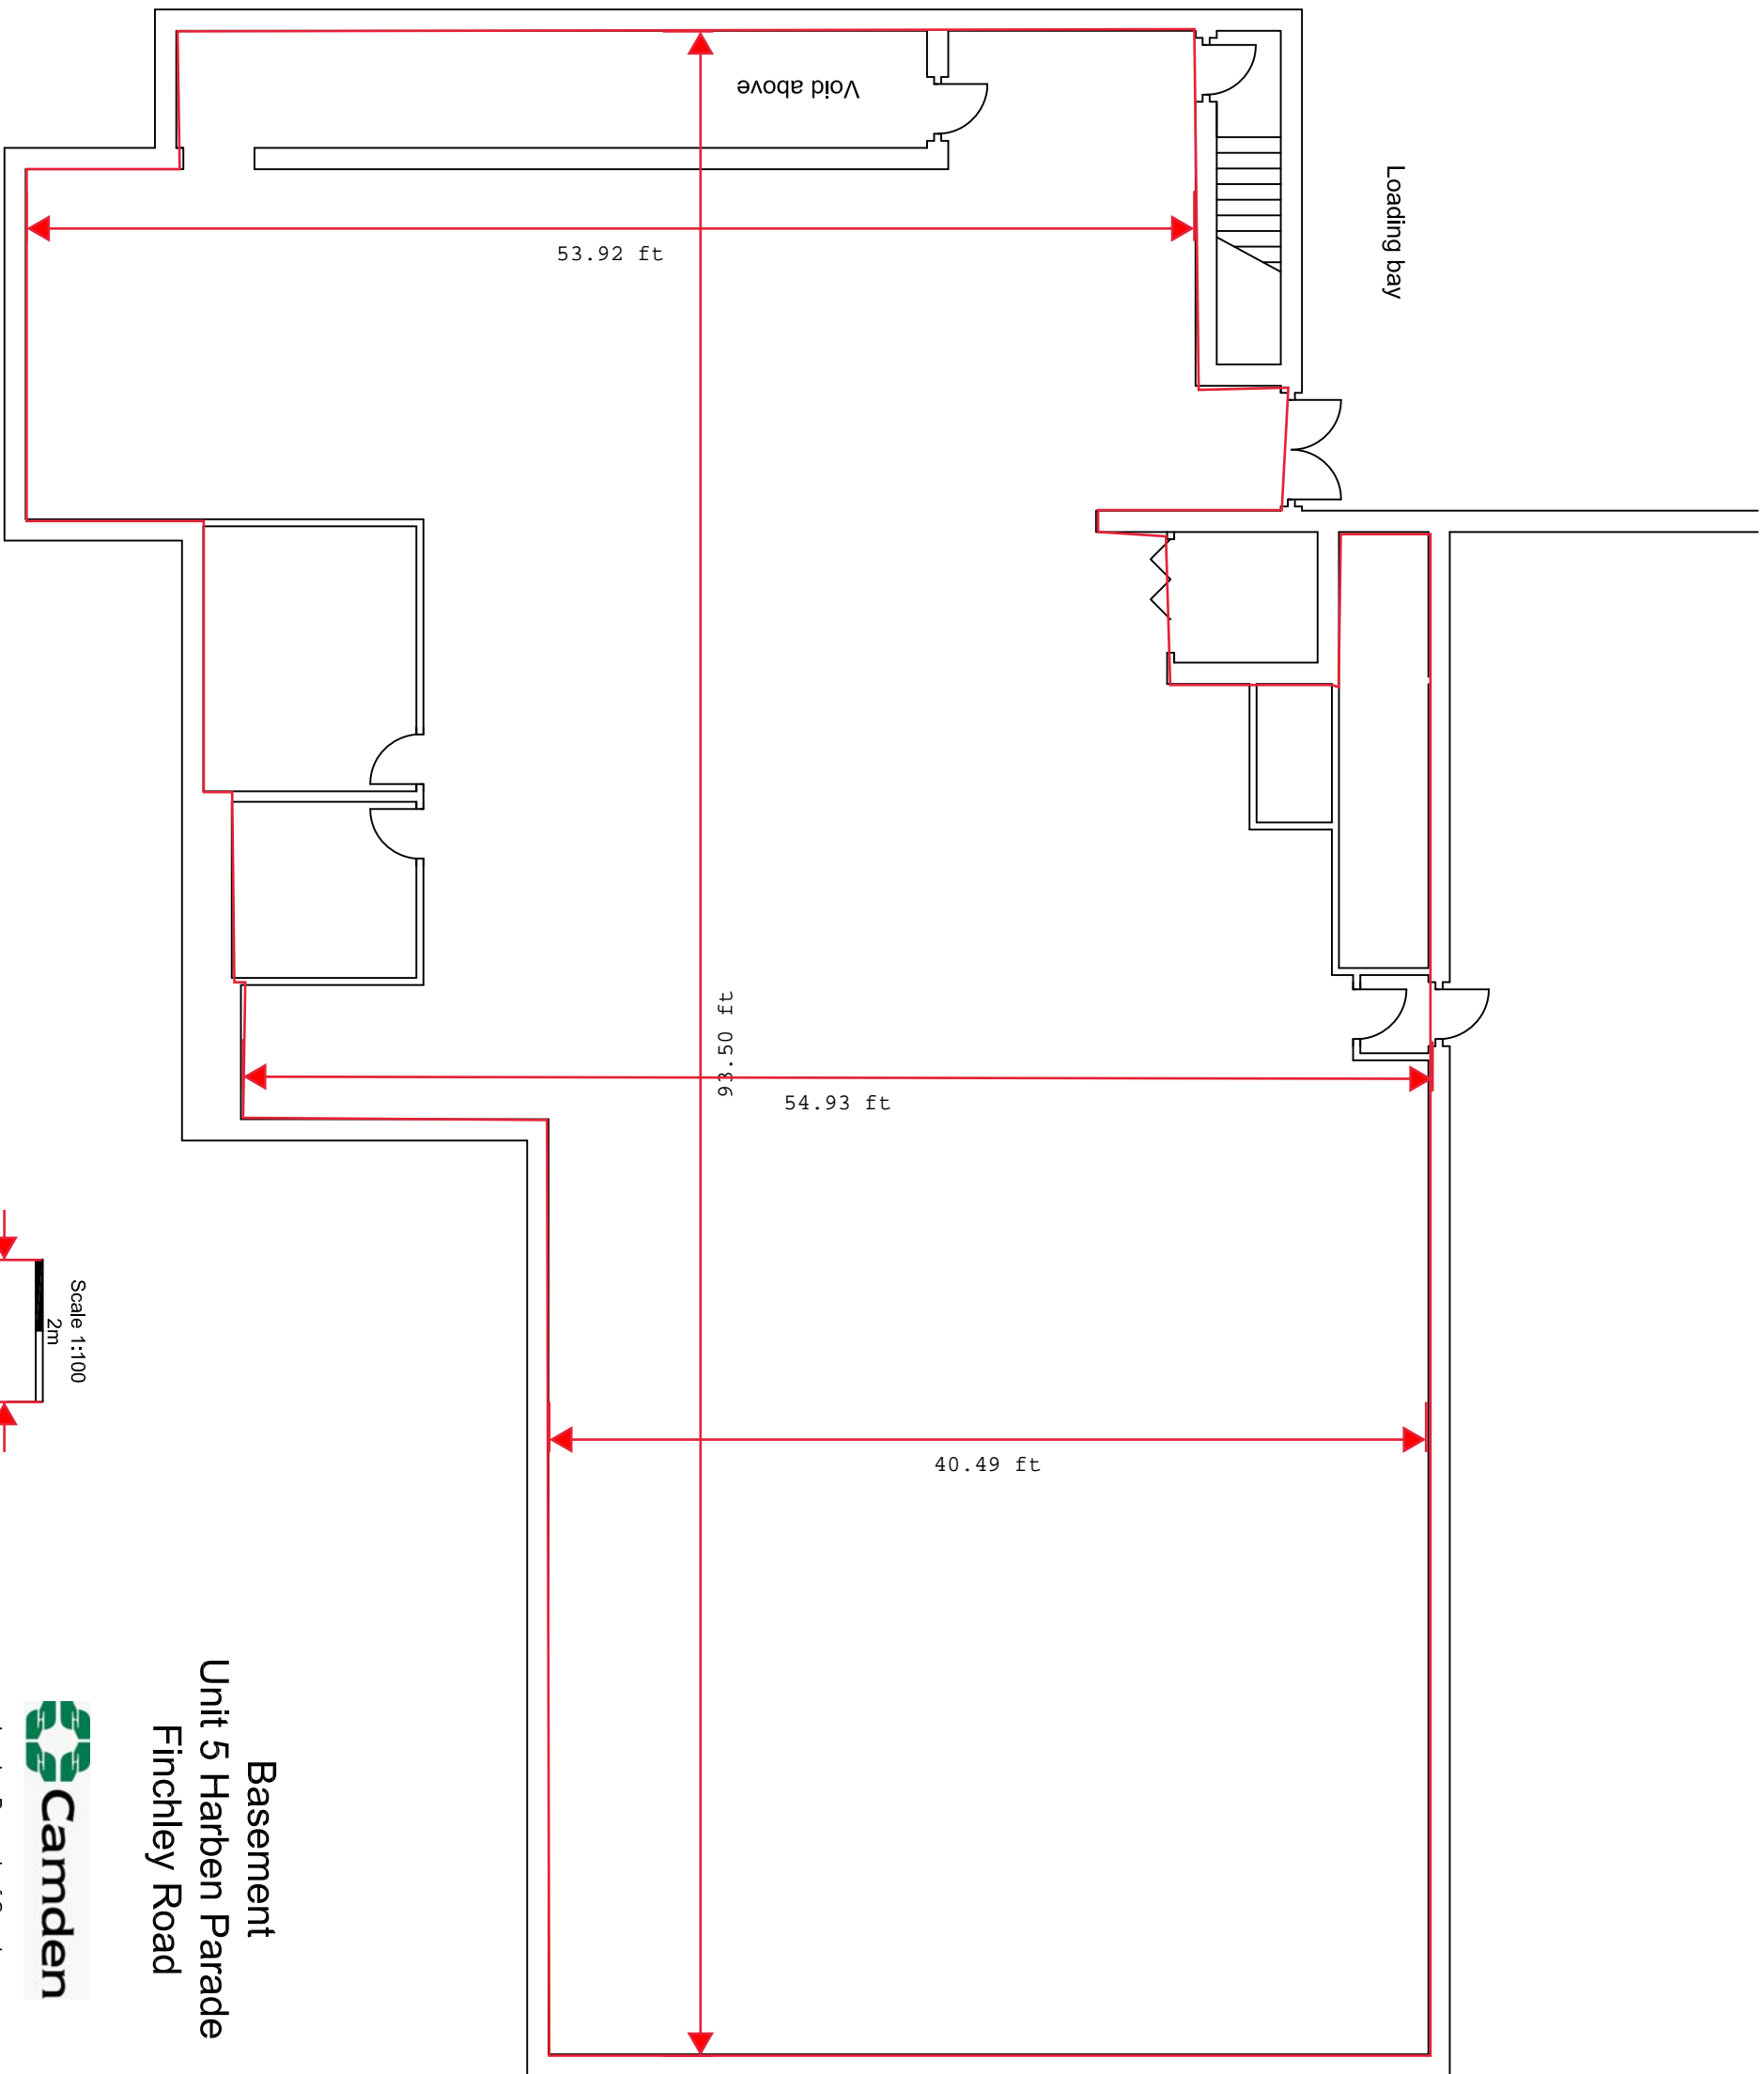 Void above
Loading bay
53.92 ft
93.50 ft
54.93 ft
40.49 ft
Scale 1:100
2m
Basement
Unit 5 Harben Parade
Finchley Road
Camden